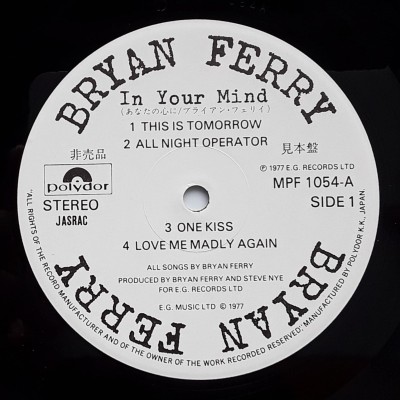 BRYAN FERRY
In Your Mind
(あなたの心に/ブライアン・フェリイ)
1 THIS IS TOMORROW
2 ALL NIGHT OPERATOR
非売品
見本盤
polydor
STEREO
JASRAC
℗ 1977 E.G. RECORDS LTD
MPF 1054-A
SIDE 1
3 ONE KISS
4 LOVE ME MADLY AGAIN
ALL SONGS BY BRYAN FERRY
PRODUCED BY BRYAN FERRY AND STEVE NYE
FOR E.G. RECORDS LTD
E.G. MUSIC LTD ℗ 1977
BRYAN FERRY
"ALL RIGHTS OF THE RECORD MANUFACTURER AND OF THE OWNER OF THE WORK RECORDED RESERVED". MANUFACTURED BY POLYDOR K.K., JAPAN.